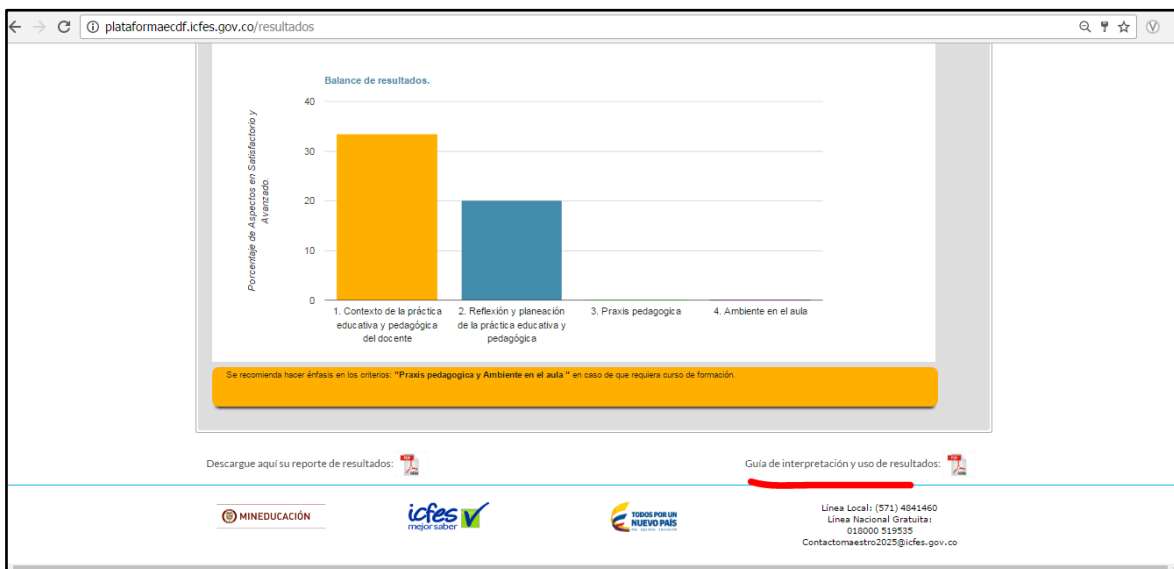 plataformaecdf.icfes.gov.co/resultados
Balance de resultados.
Porcentaje de Aspectos en Satisfactorio y
Avanzado.
40
30
20
10
0
1. Contexto de la práctica
educativa y pedagógica
del docente
2. Reflexión y planeación
de la práctica educativa y
pedagógica
3. Praxis pedagogica
4. Ambiente en el aula
Se recomienda hacer énfasis en los criterios: "Praxis pedagogica y Ambiente en el aula " en caso de que requiera curso de formación.
Descargue aquí su reporte de resultados:
Guía de interpretación y uso de resultados:
MINEDUCACIÓN
icfes
mejor saber
TODOS POR UN
NUEVO PAÍS
PAZ EQUIDAD EDUCACIÓN
Línea Local: (571) 4841460
Línea Nacional Gratuita:
018000 519535
Contactomaestro2025@icfes.gov.co